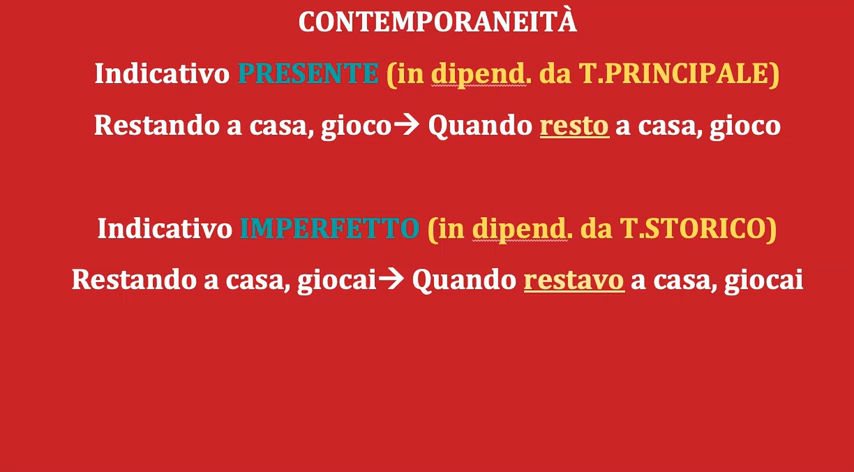 CONTEMPORANEITÀ
Indicativo PRESENTE (in dipend. da T.PRINCIPALE)
Restando a casa, gioco→ Quando resto a casa, gioco
Indicativo IMPERFETTO (in dipend. da T.STORICO)
Restando a casa, giocai→ Quando restavo a casa, giocai